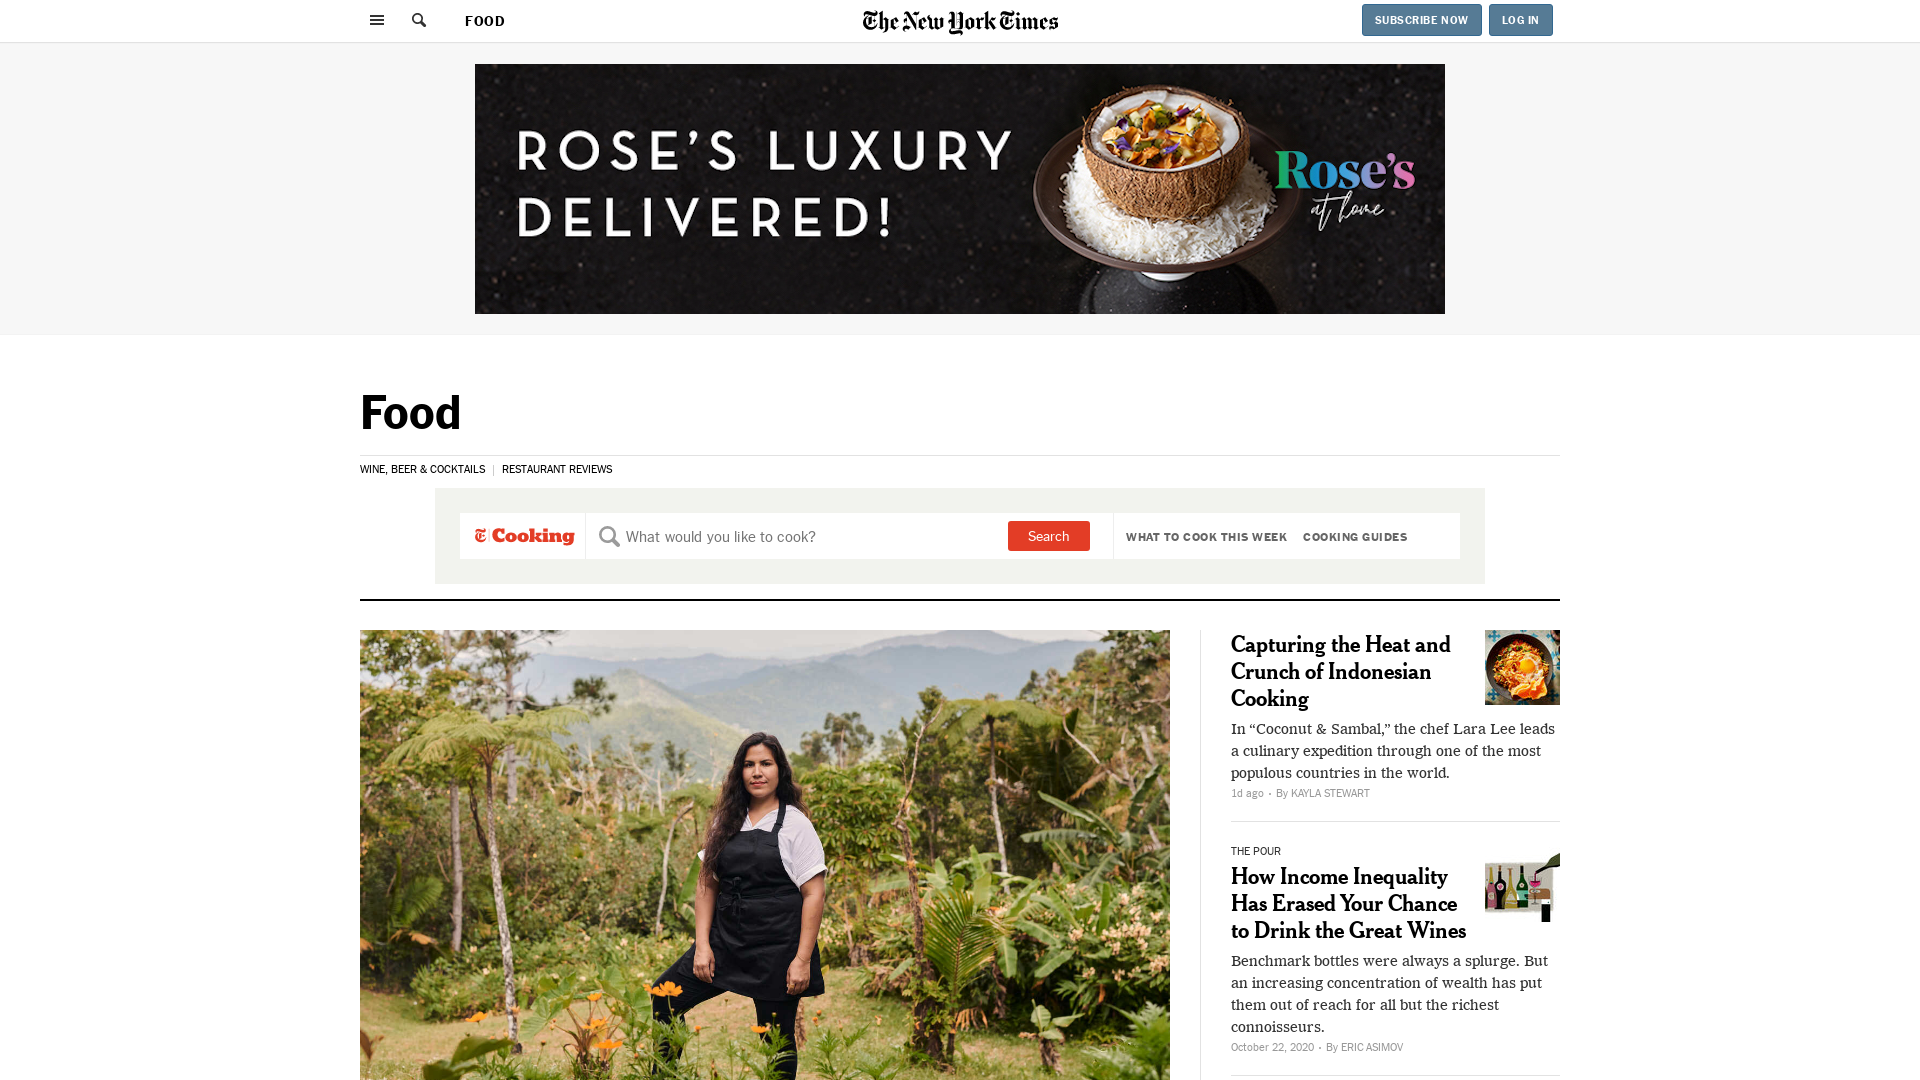 FOOD
The New York Times
SUBSCRIBE NOW
LOG IN
ROSE'S LUXURY
DELIVERED!
Rose's
at home
Food
WINE, BEER & COCKTAILS | RESTAURANT REVIEWS
T Cooking
What would you like to cook?
Search
WHAT TO COOK THIS WEEK
COOKING GUIDES
Capturing the Heat and
Crunch of Indonesian
Cooking
In “Coconut & Sambal,” the chef Lara Lee leads
a culinary expedition through one of the most
populous countries in the world.
1d ago • By KAYLA STEWART
THE POUR
How Income Inequality
Has Erased Your Chance
to Drink the Great Wines
Benchmark bottles were always a splurge. But
an increasing concentration of wealth has put
them out of reach for all but the richest
connoisseurs.
October 22, 2020 • By ERIC ASIMOV